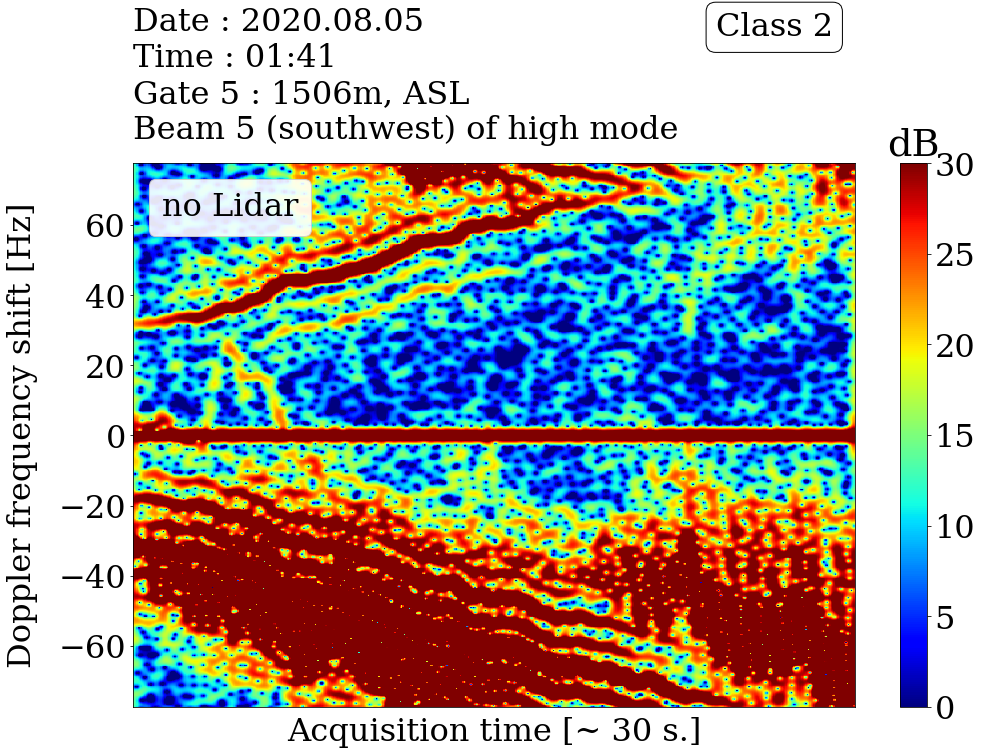 Date : 2020.08.05
Time : 01:41
Gate 5 : 1506m, ASL
Beam 5 (southwest) of high mode
Class 2
dB
no Lidar
Doppler frequency shift [Hz]
60
40
20
0
−20
−40
−60
30
25
20
15
10
5
0
Acquisition time [~ 30 s.]